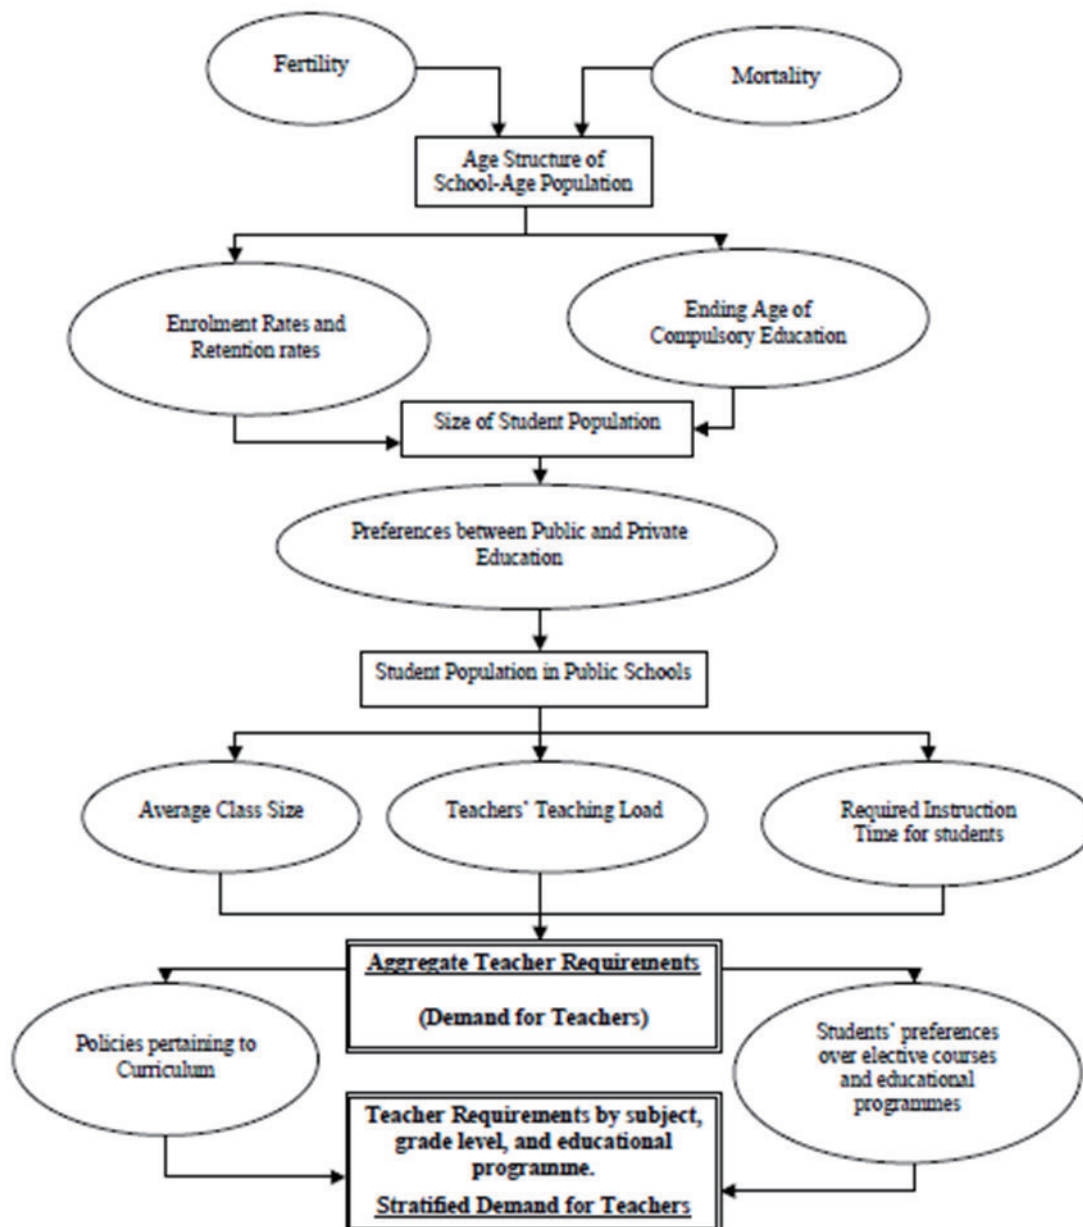 Fertility
Mortality
Age Structure of
School-Age Population
Enrolment Rates and
Retention rates
Ending Age of
Compulsory Education
Size of Student Population
Preferences between Public and Private
Education
Student Population in Public Schools
Average Class Size
Teachers' Teaching Load
Required Instruction
Time for students
Aggregate Teacher Requirements
(Demand for Teachers)
Policies pertaining to
Curriculum
Students' preferences
over elective courses
and educational
programmes
Teacher Requirements by subject,
grade level, and educational
programme.
Stratified Demand for Teachers